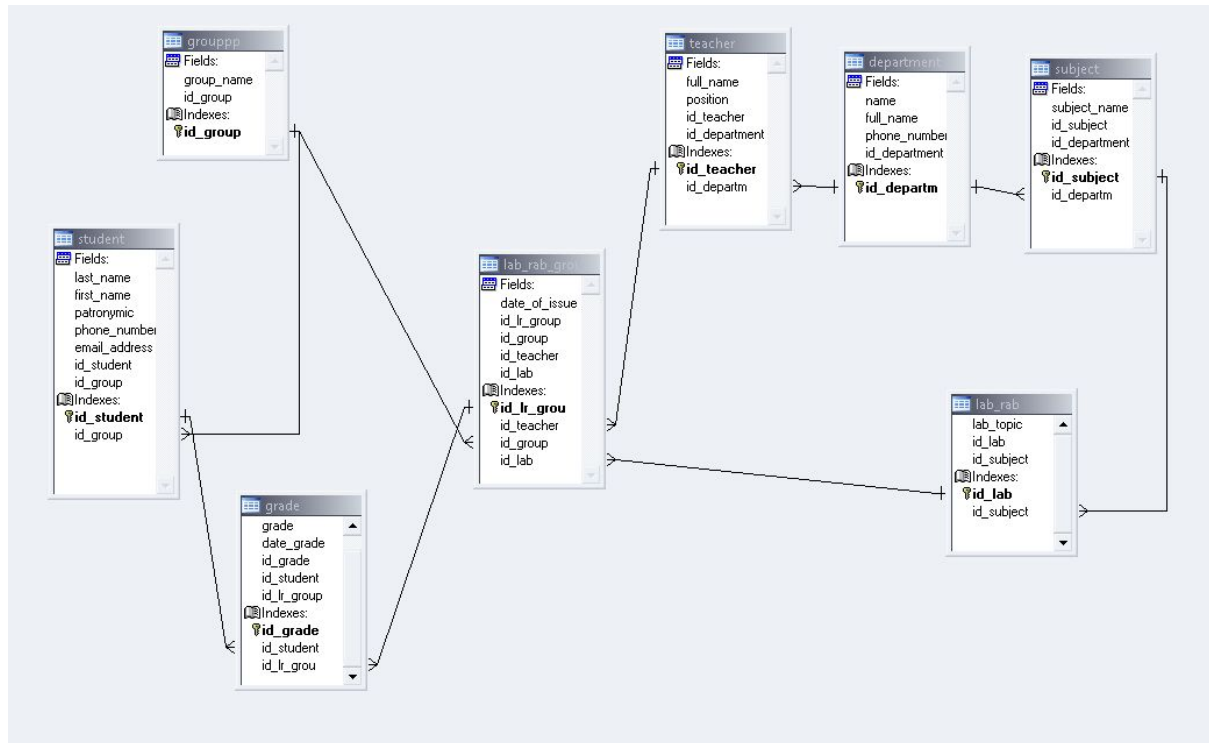 grouppp
Fields:
group_name
id_group
Indexes:
id_group
teacher
Fields:
full_name
position
id_teacher
id_department
Indexes:
id_teacher
id_departm
department
Fields:
name
full_name
phone_number
id_department
Indexes:
id_departm
subject
Fields:
subject_name
id_subject
id_department
Indexes:
id_subject
id_departm
student
Fields:
last_name
first_name
patronymic
phone_number
email_address
id_student
id_group
Indexes:
id_student
id_group
lab_rab_grou
Fields:
date_of_issue
id_lr_group
id_group
id_teacher
id_lab
Indexes:
id_lr_grou
id_teacher
id_group
id_lab
lab_rab
lab_topic
id_lab
id_subject
Indexes:
id_lab
id_subject
grade
grade
date_grade
id_grade
id_student
id_lr_group
Indexes:
id_grade
id_student
id_lr_grou